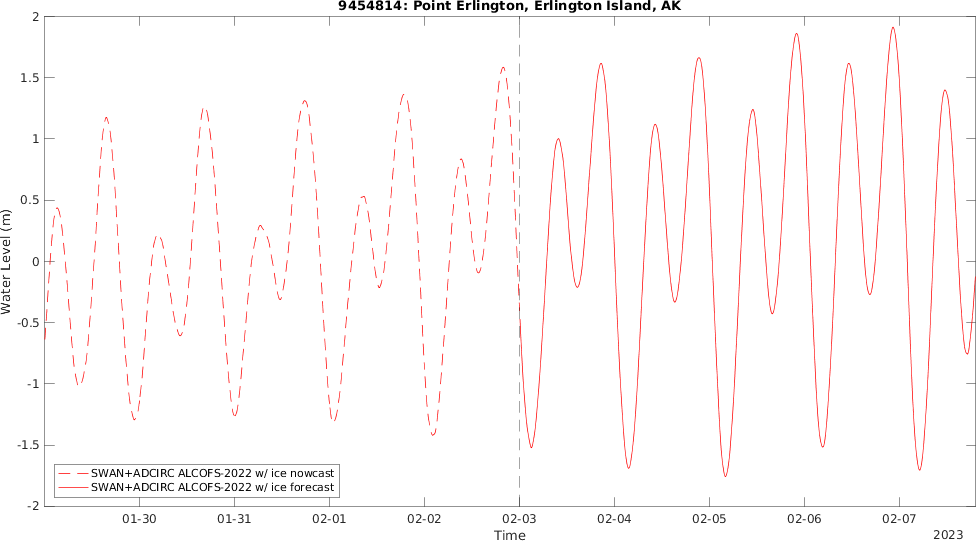 9454814: Point Erlington, Erlington Island, AK
2
1.5
1
0.5
0
-0.5
-1
-1.5
-2
Water Level (m)
SWAN+ADCIRC ALCOFS-2022 w/ ice nowcast
SWAN+ADCIRC ALCOFS-2022 w/ ice forecast
01-30 01-31 02-01 02-02 02-03 02-04 02-05 02-06 02-07
Time
2023